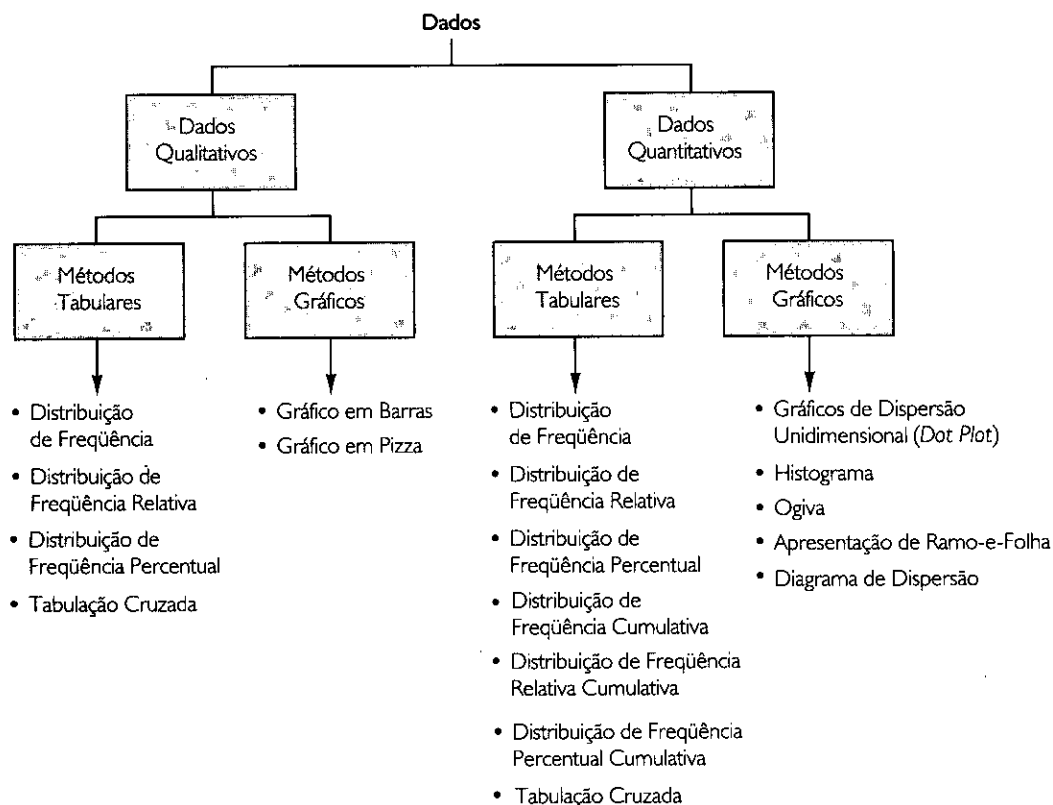 Dados
Dados
Qualitativos
Dados
Quantitativos
Métodos
Tabulares
Métodos
Gráficos
Métodos
Tabulares
Métodos
Gráficos
• Distribuição
de Freqüência
• Distribuição de
Freqüência Relativa
• Distribuição de
Freqüência Percentual
• Tabulação Cruzada
• Gráfico em Barras
• Gráfico em Pizza
• Distribuição
de Freqüência
• Distribuição de
Freqüência Relativa
• Distribuição de
Freqüência Percentual
• Distribuição de
Freqüência Cumulativa
• Distribuição de Freqüência
Relativa Cumulativa
• Distribuição de Freqüência
Percentual Cumulativa
• Tabulação Cruzada
• Gráficos de Dispersão
Unidimensional (Dot Plot)
• Histograma
• Ogiva
• Apresentação de Ramo-e-Folha
• Diagrama de Dispersão